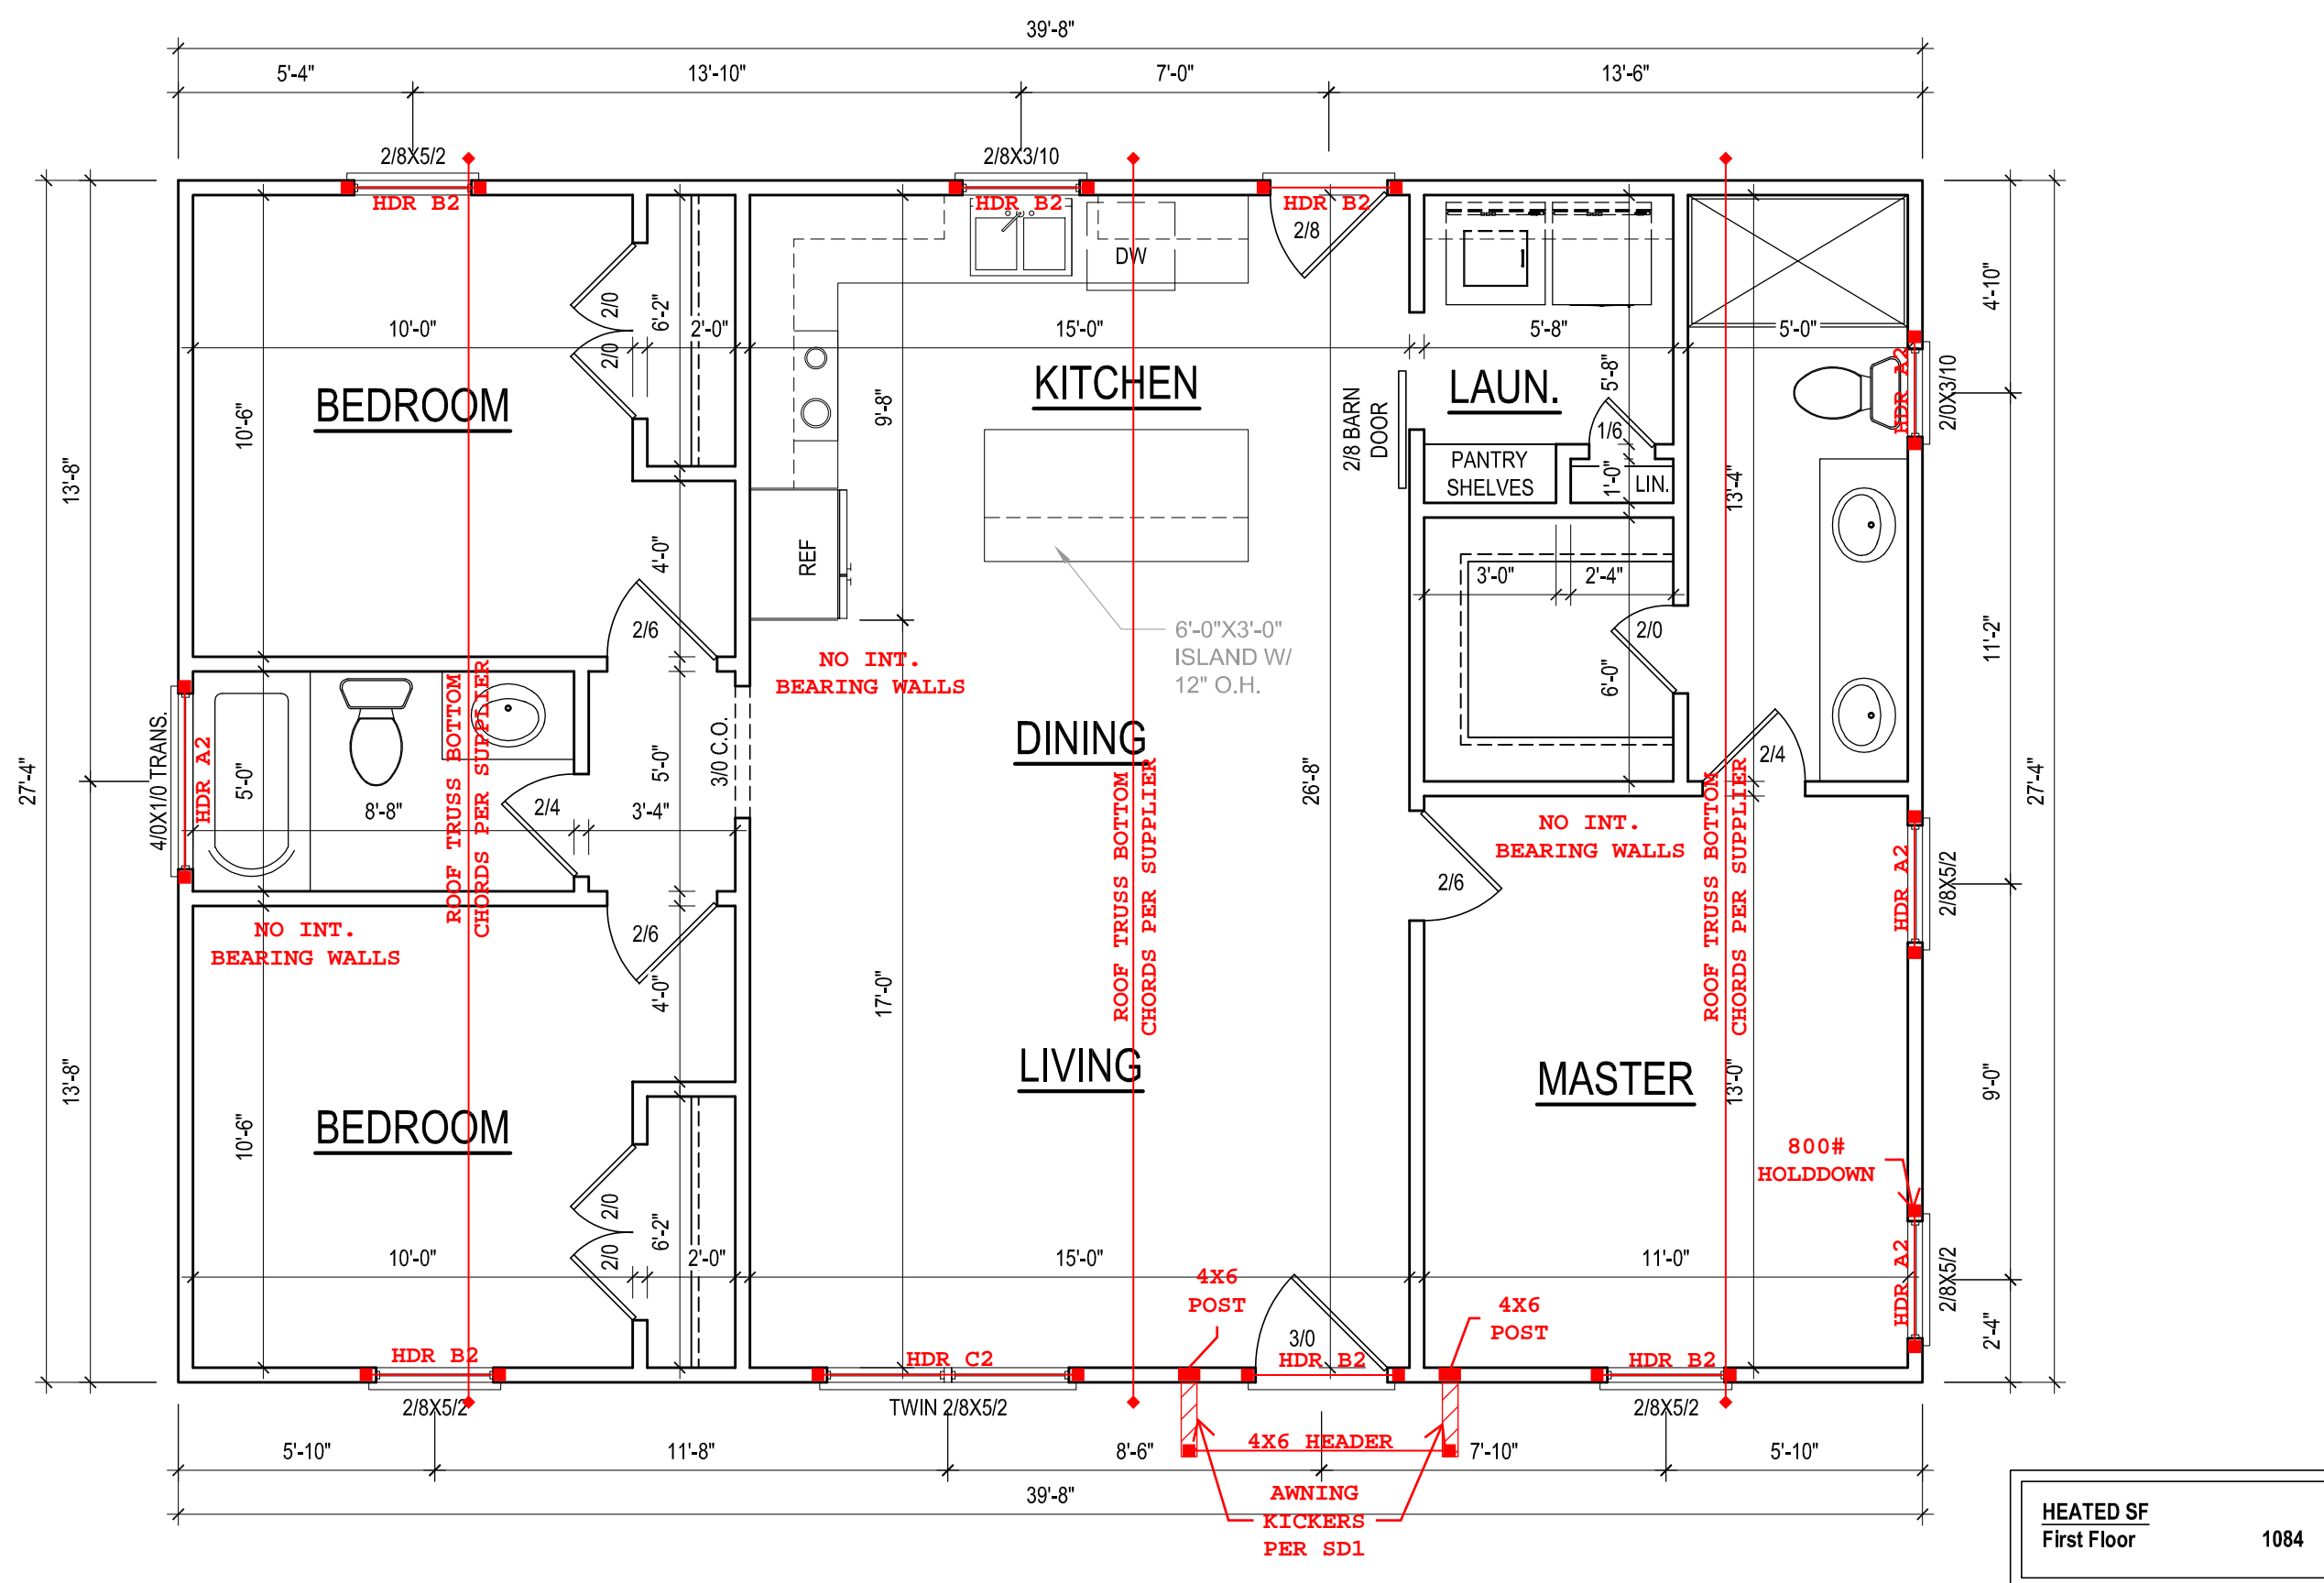 39'-8"
5'-4"
13'-10"
7'-0"
13'-6"
2/8X5/2
2/8X3/10
HDR B2
HDR B2
HDR B2
2/8
DW
2/0
6'-2"
2'-0"
10'-0"
2/0
15'-0"
5'-8"
5'-0"
4'-10"
BEDROOM
KITCHEN
LAUN.
10'-6"
9'-8"
2/8 BARN
DOOR
5'-8"
1/6
HDR A2
2/0X3/10
PANTRY
SHELVES
1'-0"
LIN.
13'-4"
13'-8"
REF
4'-0"
3'-0"
2'-4"
6'-0"X3'-0"
ISLAND W/
12" O.H.
2/6
2/0
11'-2"
NO INT.
BEARING WALLS
6'-0"
4/0X1/0 TRANS.
HDR A2
ROOF TRUSS BOTTOM
CHORDS PER SUPPLIER
5'-0"
3/0 C.O.
DINING
2/4
27'-4"
5'-0"
8'-8"
2/4
3'-4"
26'-8"
27'-4"
ROOF TRUSS BOTTOM
CHORDS PER SUPPLIER
NO INT.
BEARING WALLS
ROOF TRUSS BOTTOM
CHORDS PER SUPPLIER
2/6
HDR A2
2/8X5/2
NO INT.
BEARING WALLS
2/6
4'-0"
17'-0"
13'-8"
LIVING
MASTER
13'-0"
9'-0"
BEDROOM
10'-6"
800#
HOLDDOWN
2/0
6'-2"
2/0
10'-0"
2'-0"
15'-0"
11'-0"
4X6
POST
4X6
POST
HDR A2
2/8X5/2
2'-4"
3/0
HDR B2
HDR C2
HDR B2
HDR B2
2/8X5/2
TWIN 2/8X5/2
2/8X5/2
5'-10"
11'-8"
8'-6"
4X6 HEADER
7'-10"
5'-10"
39'-8"
AWNING
KICKERS
PER SD1
HEATED SF
First Floor 1084